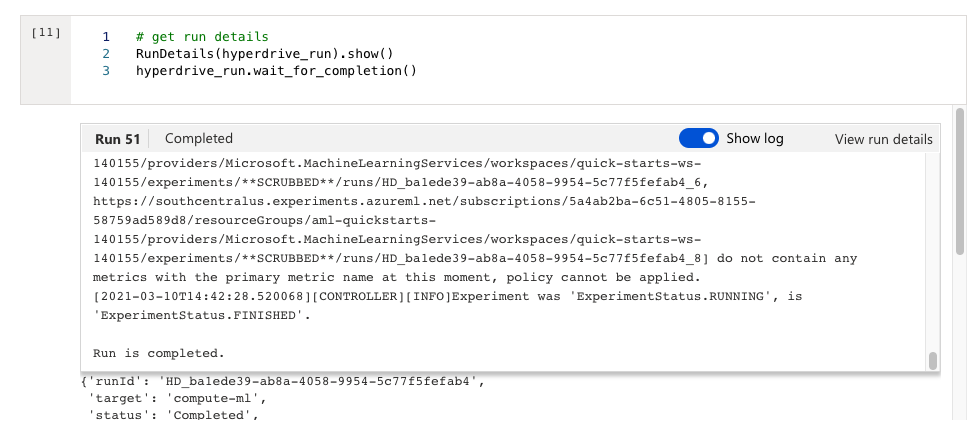 [11]
1 # get run details
2 RunDetails(hyperdrive_run).show()
3 hyperdrive_run.wait_for_completion()
Run 51 Completed Show log View run details
140155/providers/Microsoft.MachineLearningServices/workspaces/quick-starts-ws-
140155/experiments/**SCRUBBED**/runs/HD_balede39-ab8a-4058-9954-5c77f5fefab4_6,
https://southcentralus.experiments.azureml.net/subscriptions/5a4ab2ba-6c51-4805-8155-
58759ad589d8/resourceGroups/aml-quickstarts-
140155/providers/Microsoft.MachineLearningServices/workspaces/quick-starts-ws-
140155/experiments/**SCRUBBED**/runs/HD_balede39-ab8a-4058-9954-5c77f5fefab4_8] do not contain any
metrics with the primary metric name at this moment, policy cannot be applied.
[2021-03-10T14:42:28.520068][CONTROLLER][INFO]Experiment was 'ExperimentStatus.RUNNING', is
'ExperimentStatus.FINISHED'.
Run is completed.
{'runId': 'HD_balede39-ab8a-4058-9954-5c77f5fefab4',
'target': 'compute-ml',
'status': 'Completed',